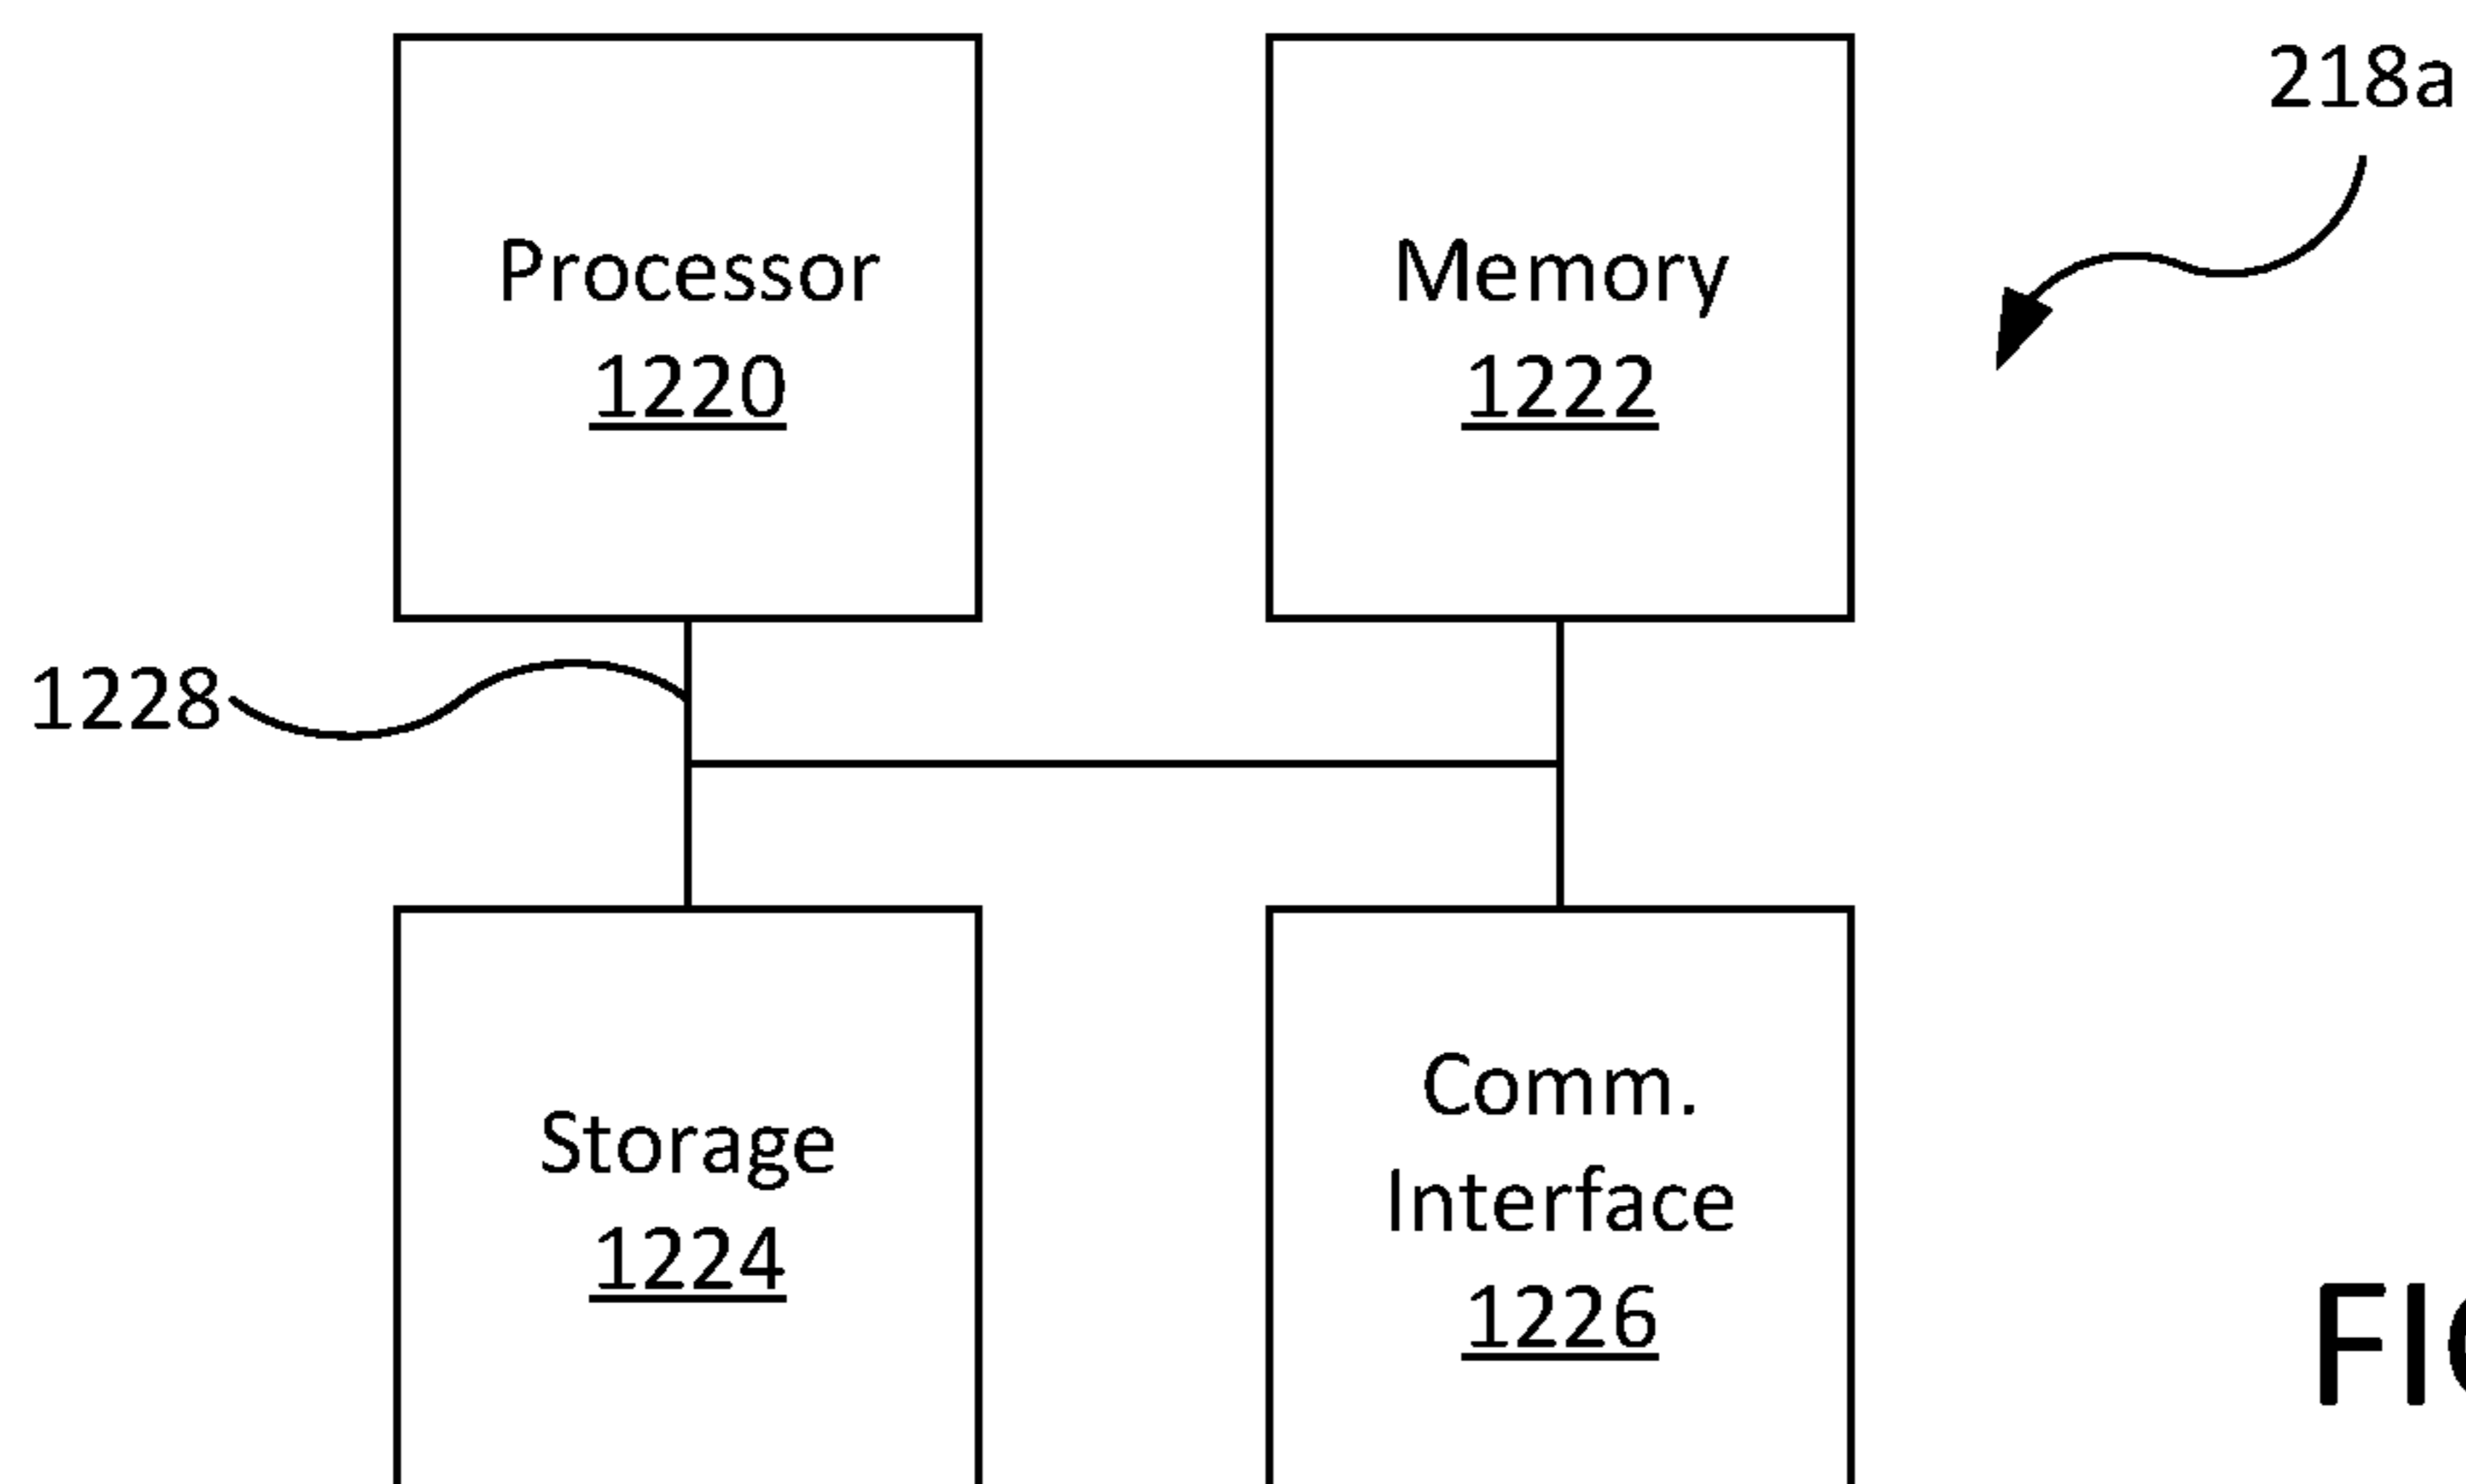 218a
Processor
1220
Memory
1222
1228
Storage
1224
Comm.
Interface
1226